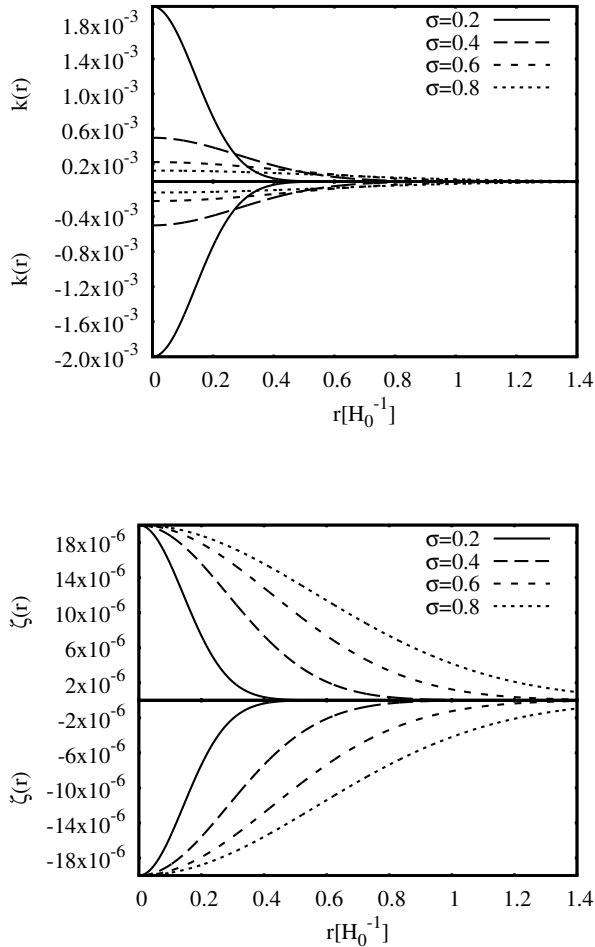 1.8x10^-3
1.4x10^-3
1.0x10^-3
0.6x10^-3
0.2x10^-3
-0.4x10^-3
-0.8x10^-3
-1.2x10^-3
-1.6x10^-3
-2.0x10^-3
k(r)
k(r)
σ=0.2
σ=0.4
σ=0.6
σ=0.8
0 0.2 0.4 0.6 0.8 1 1.2 1.4
r[H_0^-1]
18x10^-6
14x10^-6
10x10^-6
6x10^-6
2x10^-6
-2x10^-6
-6x10^-6
-10x10^-6
-14x10^-6
-18x10^-6
ζ(r)
ζ(r)
σ=0.2
σ=0.4
σ=0.6
σ=0.8
0 0.2 0.4 0.6 0.8 1 1.2 1.4
r[H_0^-1]